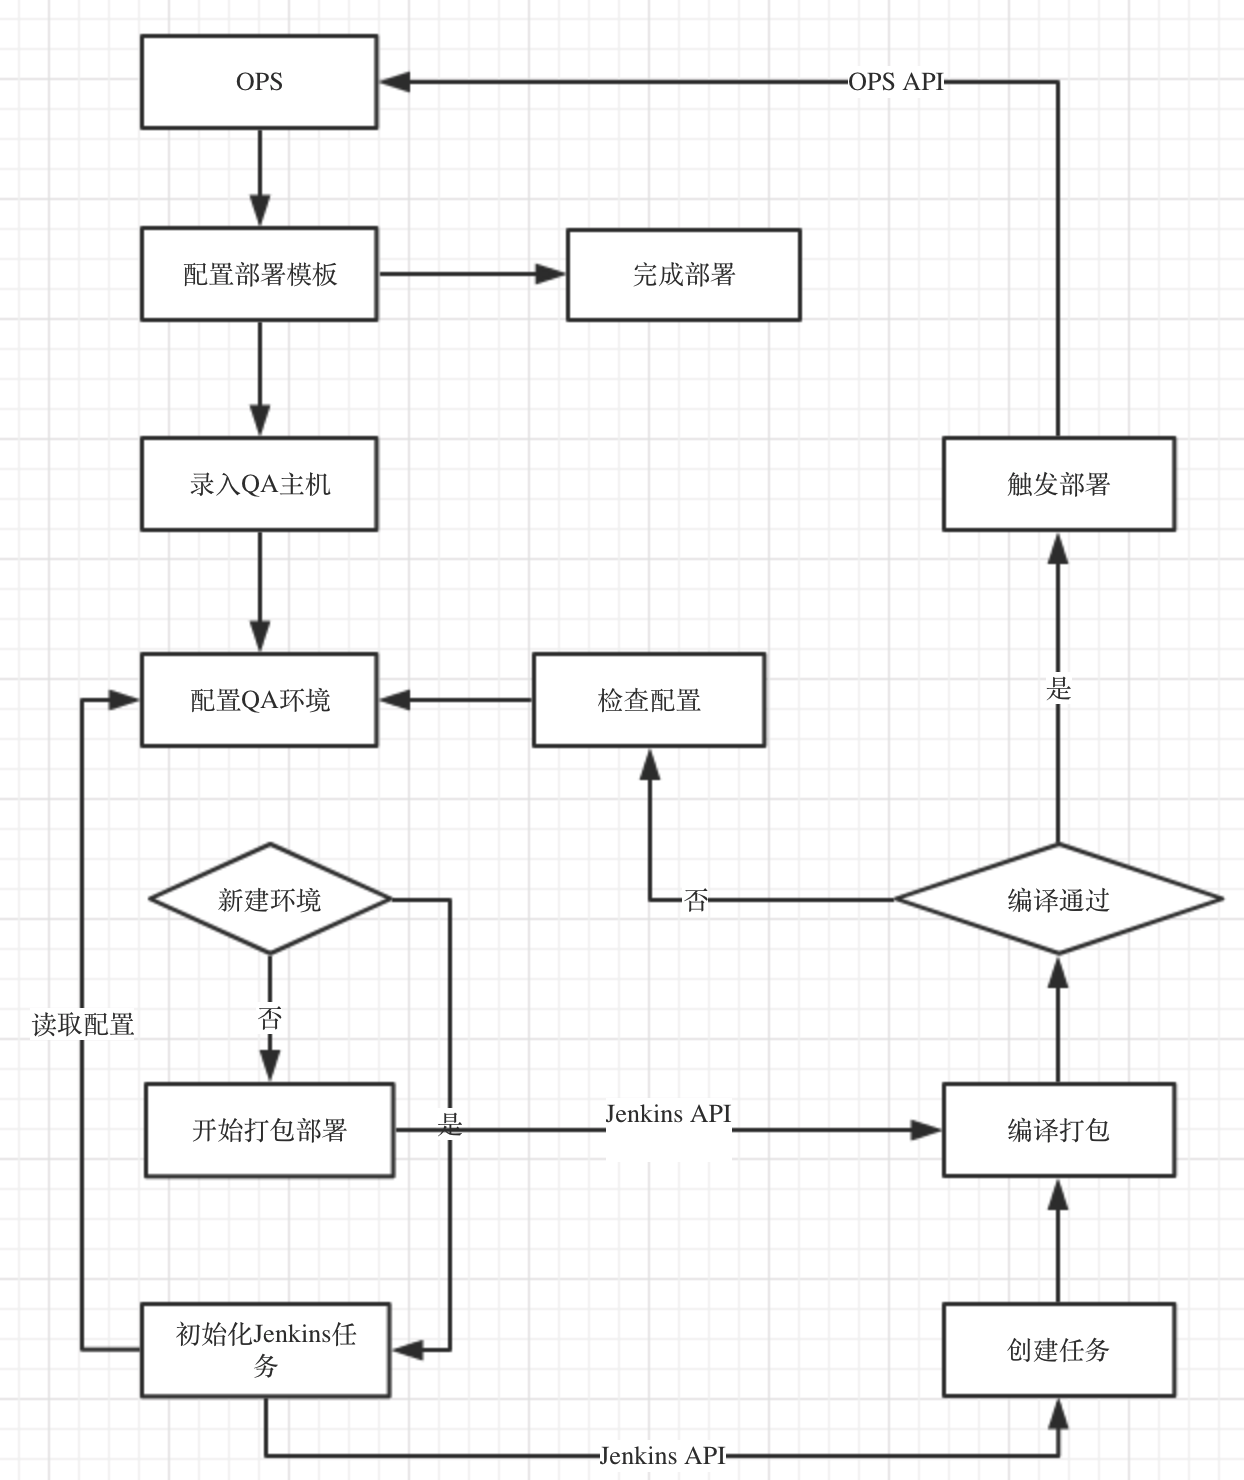 OPS
OPS API
配置部署模板
完成部署
录入QA主机
触发部署
配置QA环境
检查配置
是
新建环境
否
编译通过
否
读取配置
开始打包部署
是
Jenkins API
编译打包
初始化Jenkins任
务
创建任务
Jenkins API